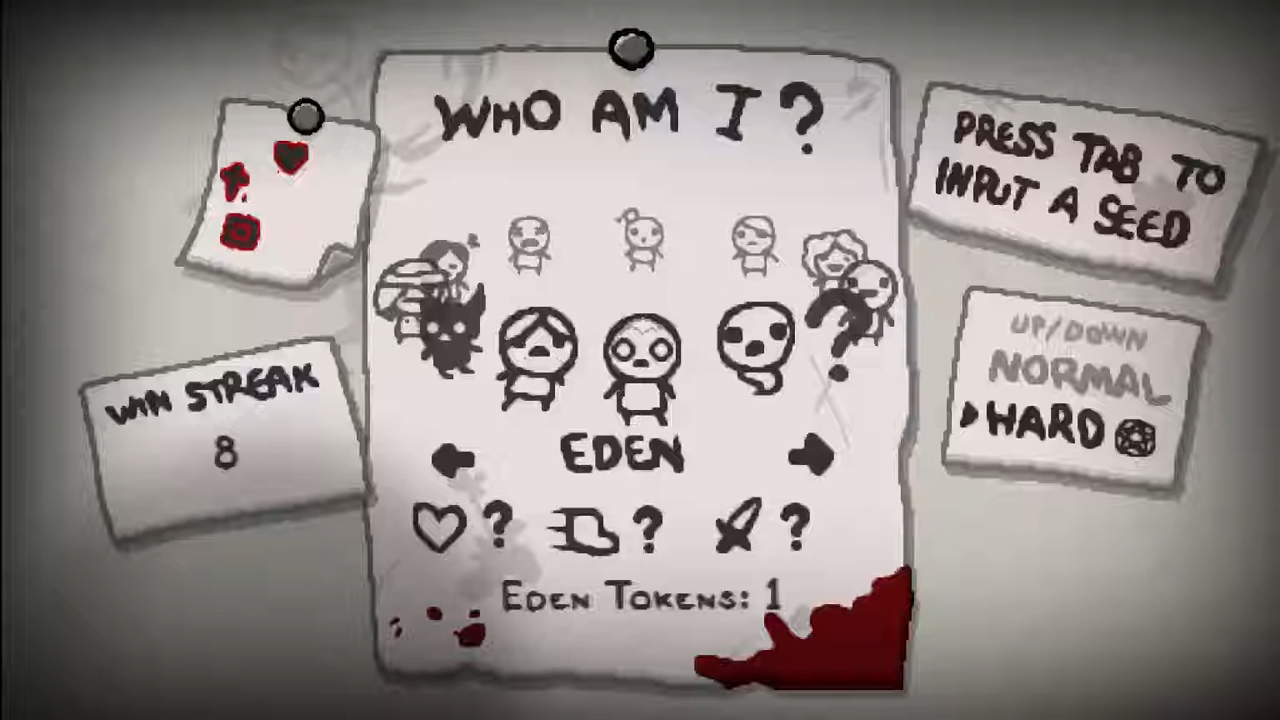 WHO AM I?
PRESS TAB TO
INPUT A SEED
WIN STREAK
8
UP/DOWN
NORMAL
HARD
?
EDEN
? ? ?
EDEN TOKENS: 1